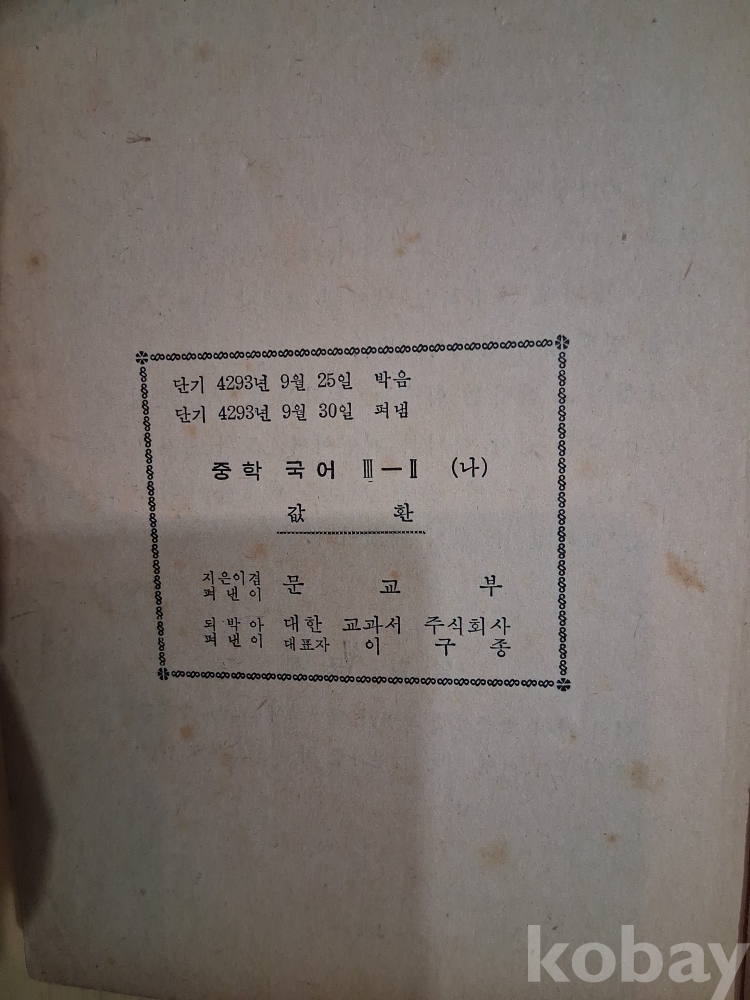 단기 4293년 9월 25일 박음
단기 4293년 9월 30일 펴냄
중학 국어 Ⅲ—Ⅱ (나)
값 환
지은이겸
펴낸이 문교부
되박아
펴낸이 대한 교과서 주식회사
대표자 이구종
kobay